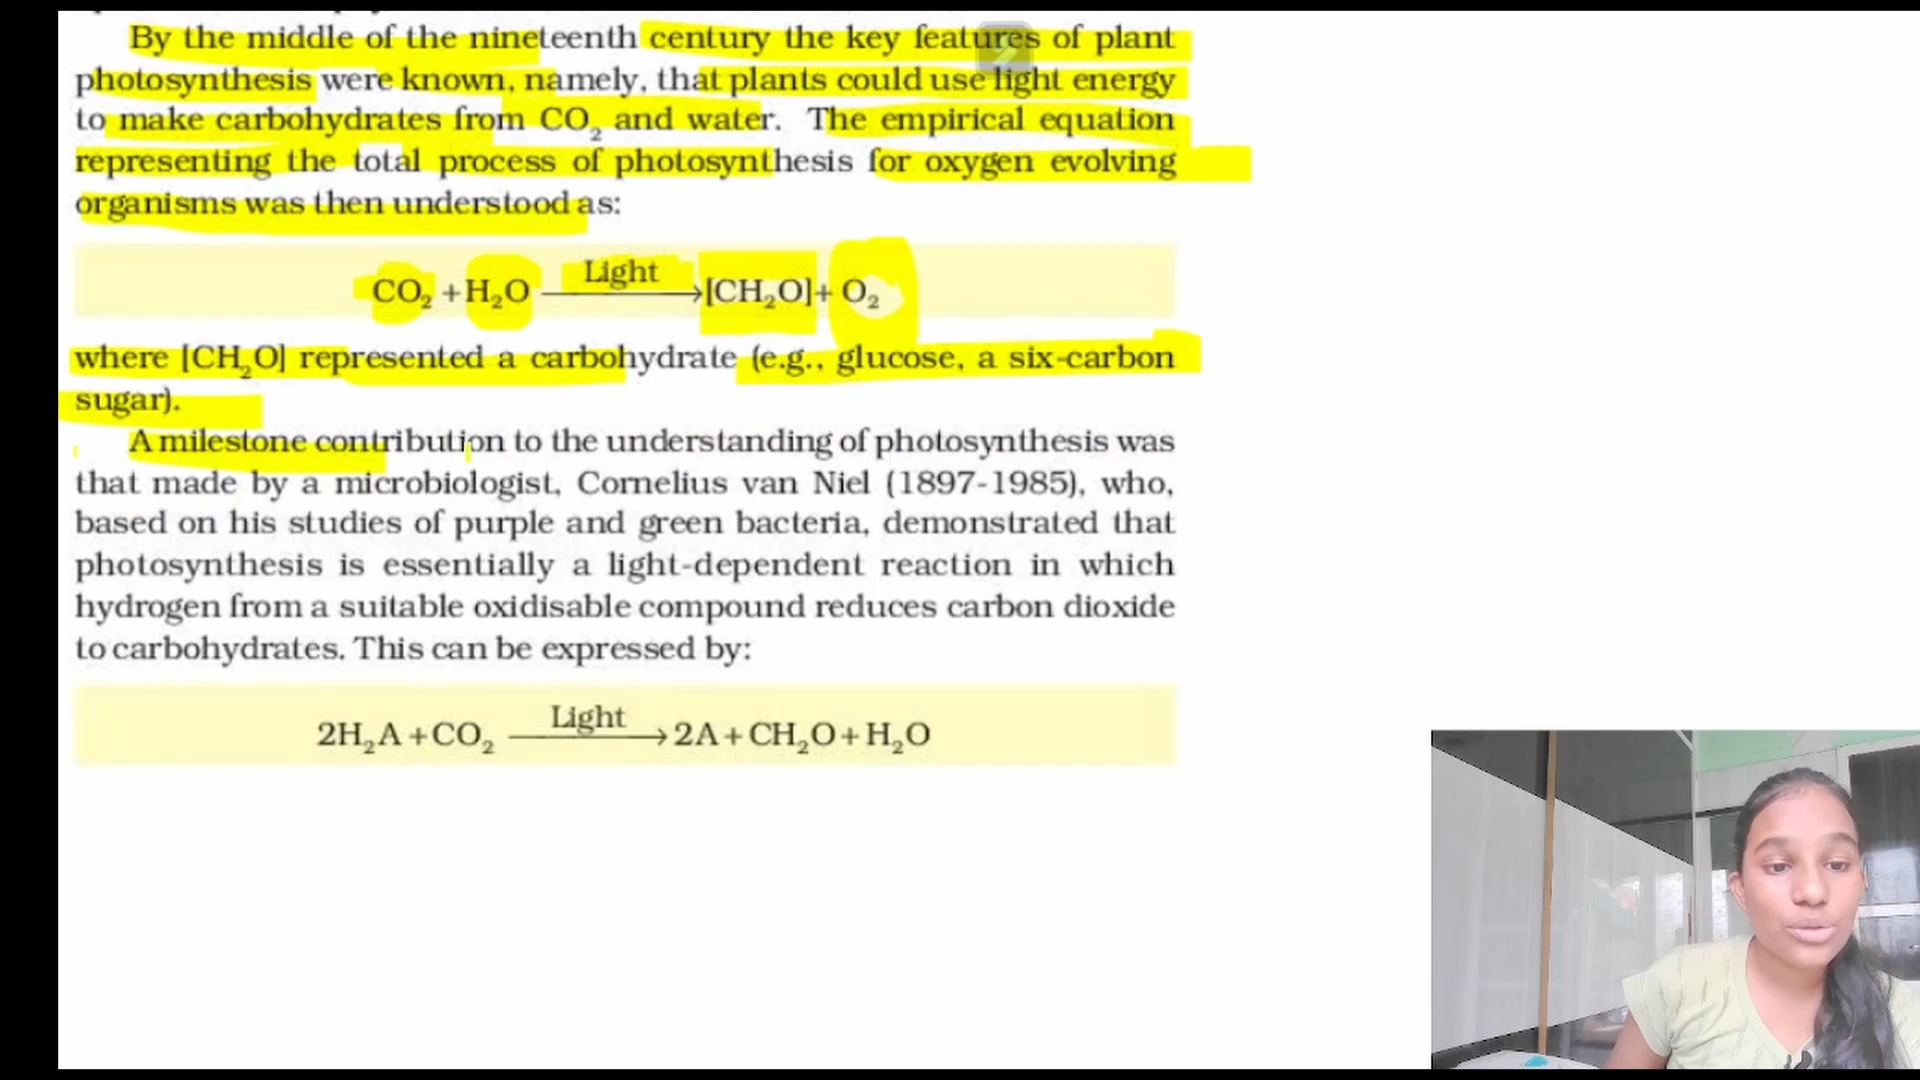 By the middle of the nineteenth century the key features of plant
photosynthesis were known, namely, that plants could use light energy
to make carbohydrates from CO₂ and water. The empirical equation
representing the total process of photosynthesis for oxygen evolving
organisms was then understood as:
CO₂ + H₂O —Light→ [CH₂O] + O₂
where [CH₂O] represented a carbohydrate (e.g., glucose, a six-carbon
sugar).
A milestone contribution to the understanding of photosynthesis was
that made by a microbiologist, Cornelius van Niel (1897-1985), who,
based on his studies of purple and green bacteria, demonstrated that
photosynthesis is essentially a light-dependent reaction in which
hydrogen from a suitable oxidisable compound reduces carbon dioxide
to carbohydrates. This can be expressed by:
2H₂A + CO₂ —Light→ 2A + CH₂O + H₂O